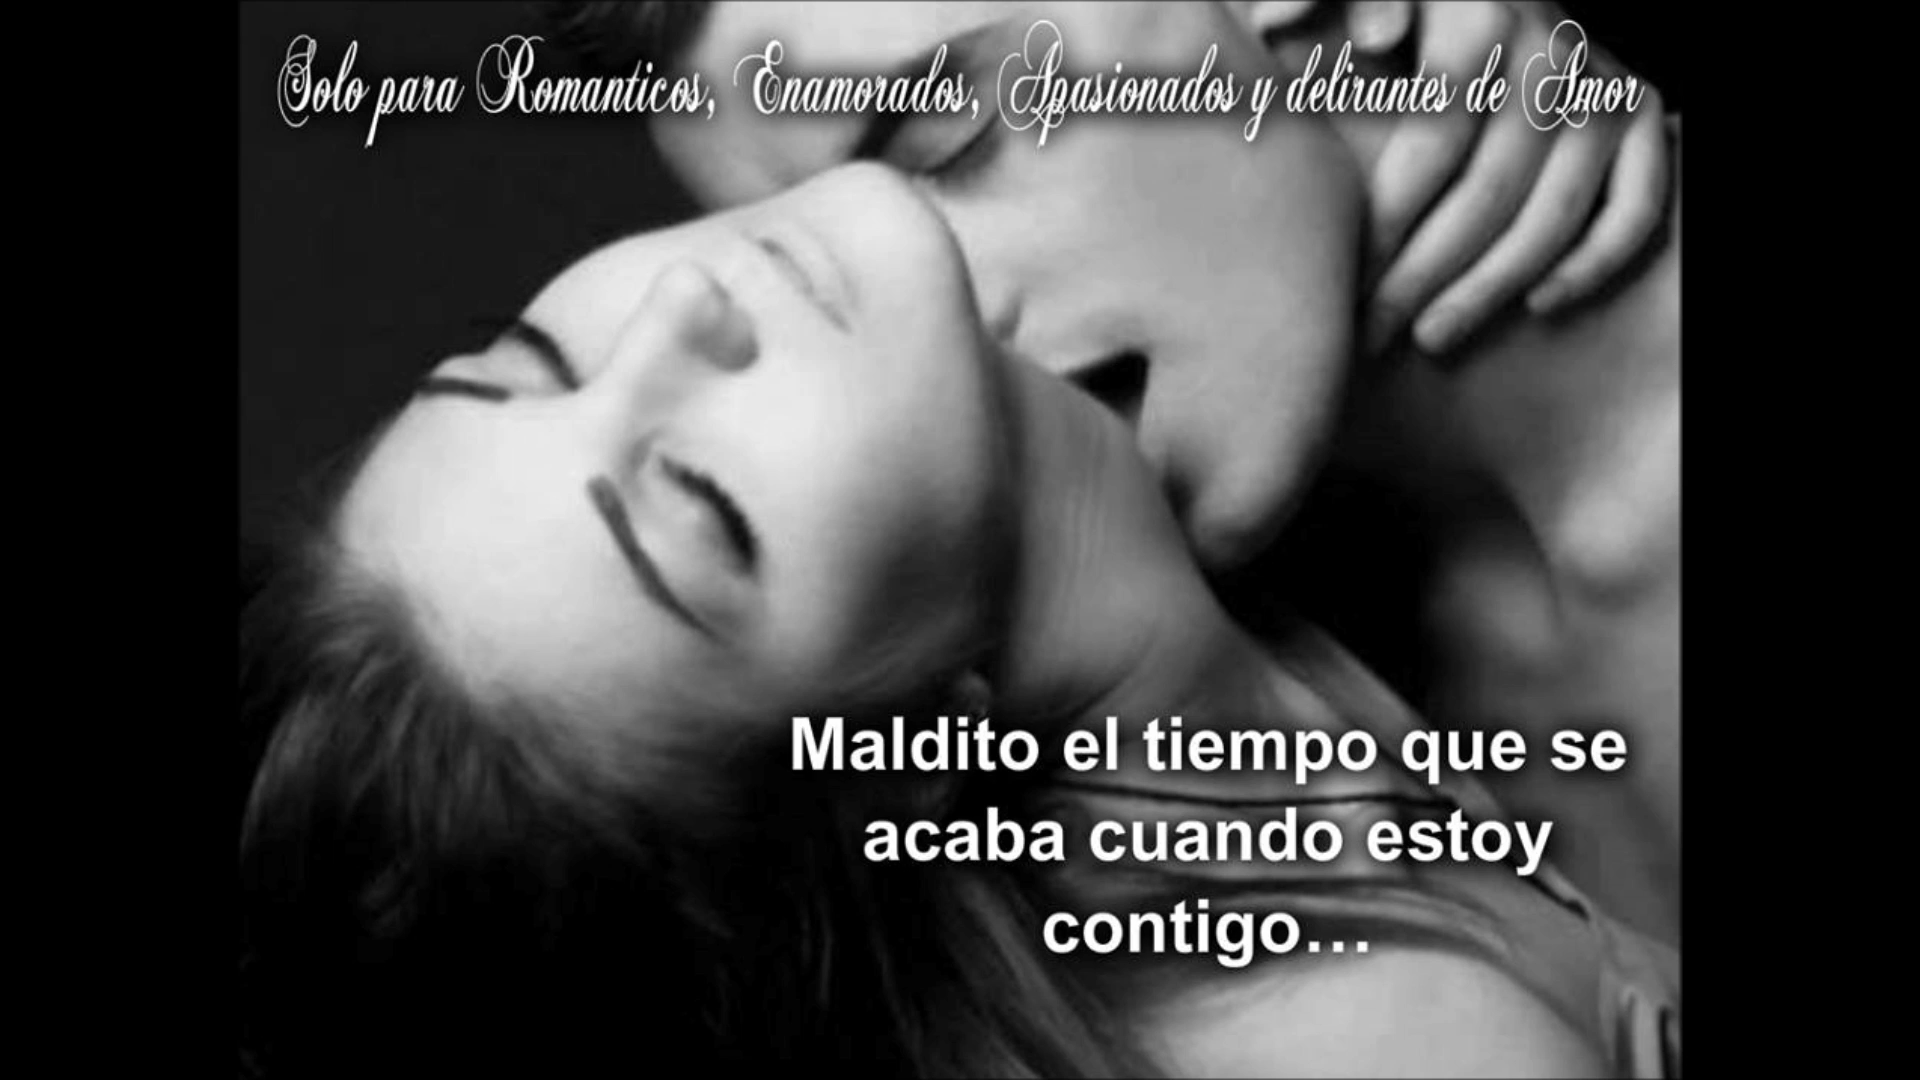 Solo para Romanticos, Enamorados, Apasionados y delirantes de Amor
Maldito el tiempo que se
acaba cuando estoy
contigo…